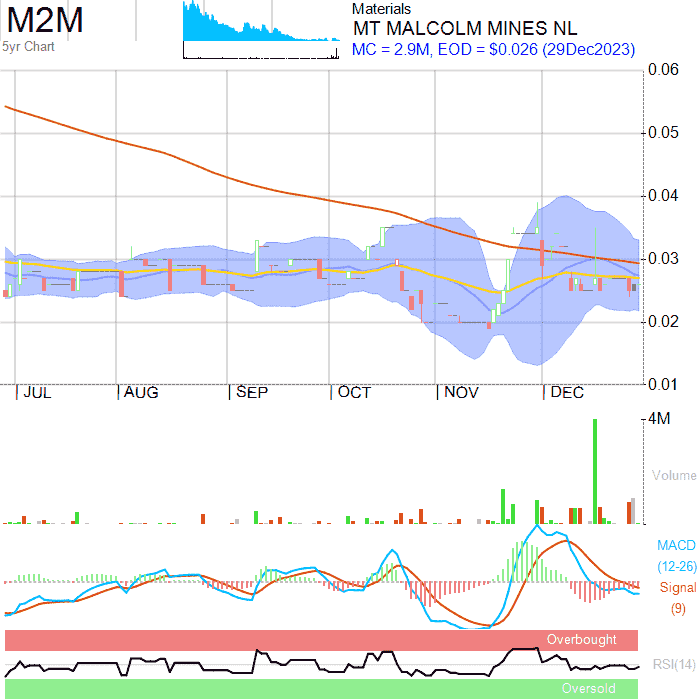 M2M
5yr Chart
Materials
MT MALCOLM MINES NL
MC = 2.9M, EOD = $0.026 (29Dec2023)
0.06
0.05
0.04
0.03
0.02
0.01
JUL AUG SEP OCT NOV DEC
4M
Volume
MACD
(12-26)
Signal
(9)
Overbought
RSI(14)
Oversold